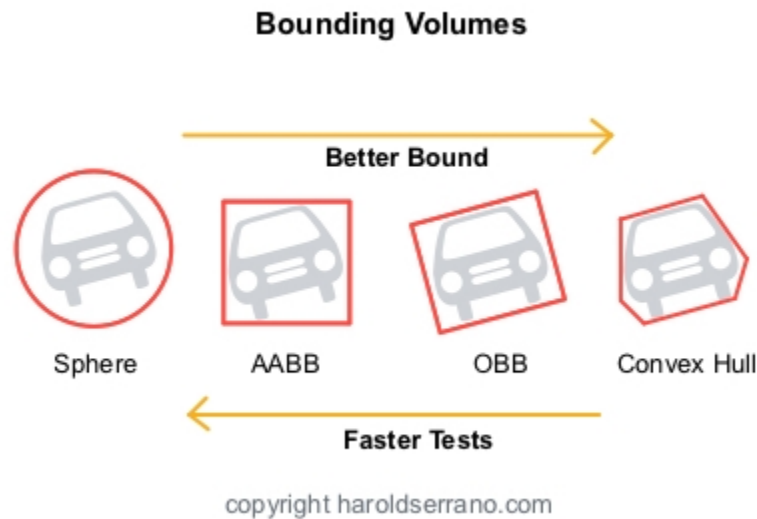 Bounding Volumes
Better Bound
Sphere
AABB
OBB
Convex Hull
Faster Tests
copyright haroldserrano.com